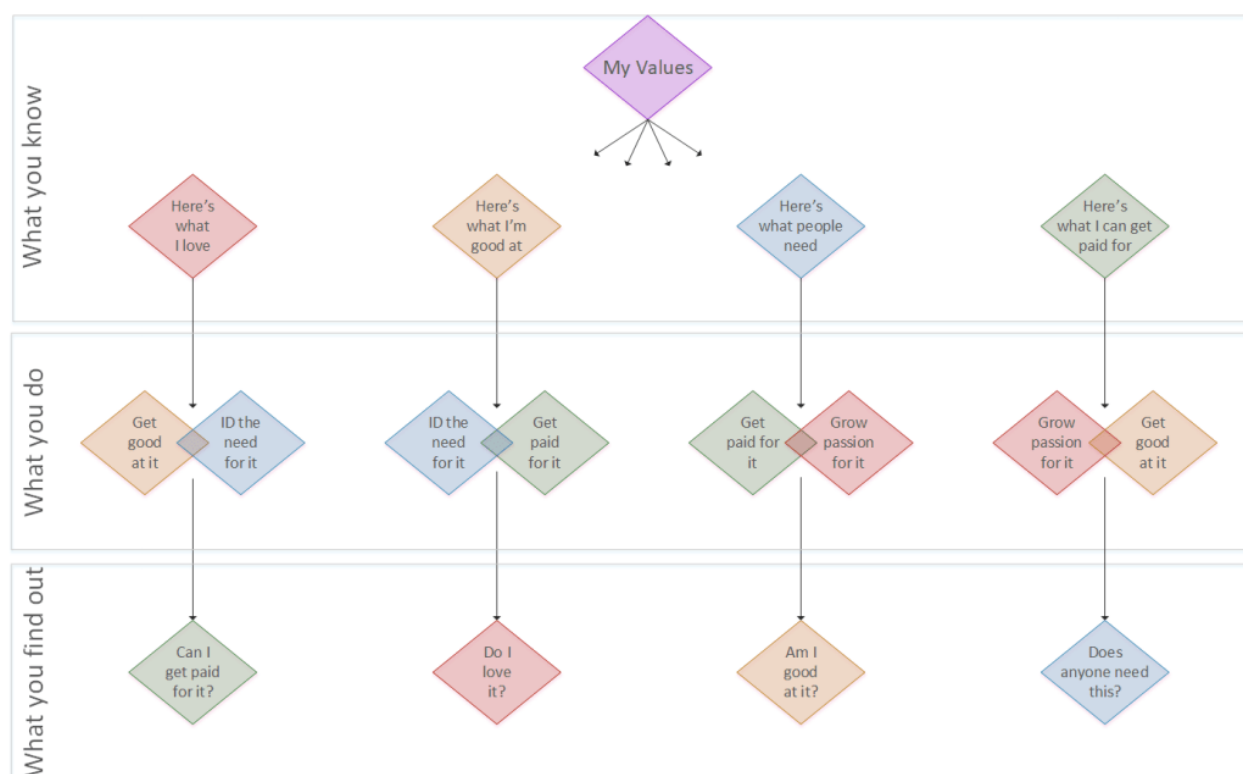 What you know
My Values
Here's
what
I love
Here's
what I'm
good at
Here's
what people
need
Here's
what I can get
paid for
What you do
Get
good
at it
ID the
need
for it
ID the
need
for it
Get
paid
for it
Get
paid for
it
Grow
passion
for it
Grow
passion
for it
Get
good
at it
What you find out
Can I
get paid
for it?
Do I
love
it?
Am I
good
at it?
Does
anyone need
this?